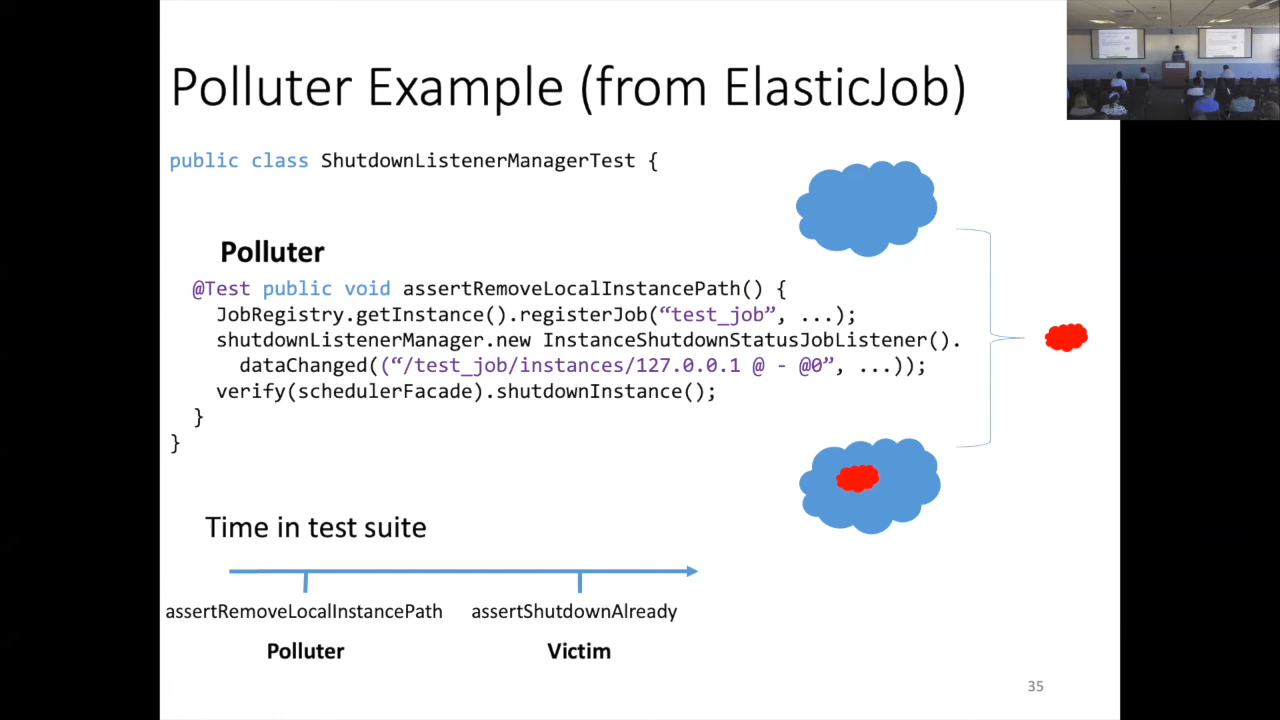 Polluter Example (from ElasticJob)
public class ShutdownListenerManagerTest {
Polluter
@Test public void assertRemoveLocalInstancePath() {
JobRegistry.getInstance().registerJob(“test_job”, ...);
shutdownListenerManager.new InstanceShutdownStatusJobListener().
dataChanged((“/test_job/instances/127.0.0.1 @ - @0”, ...));
verify(schedulerFacade).shutdownInstance();
}
}
Time in test suite
assertRemoveLocalInstancePath assertShutdownAlready
Polluter Victim
35